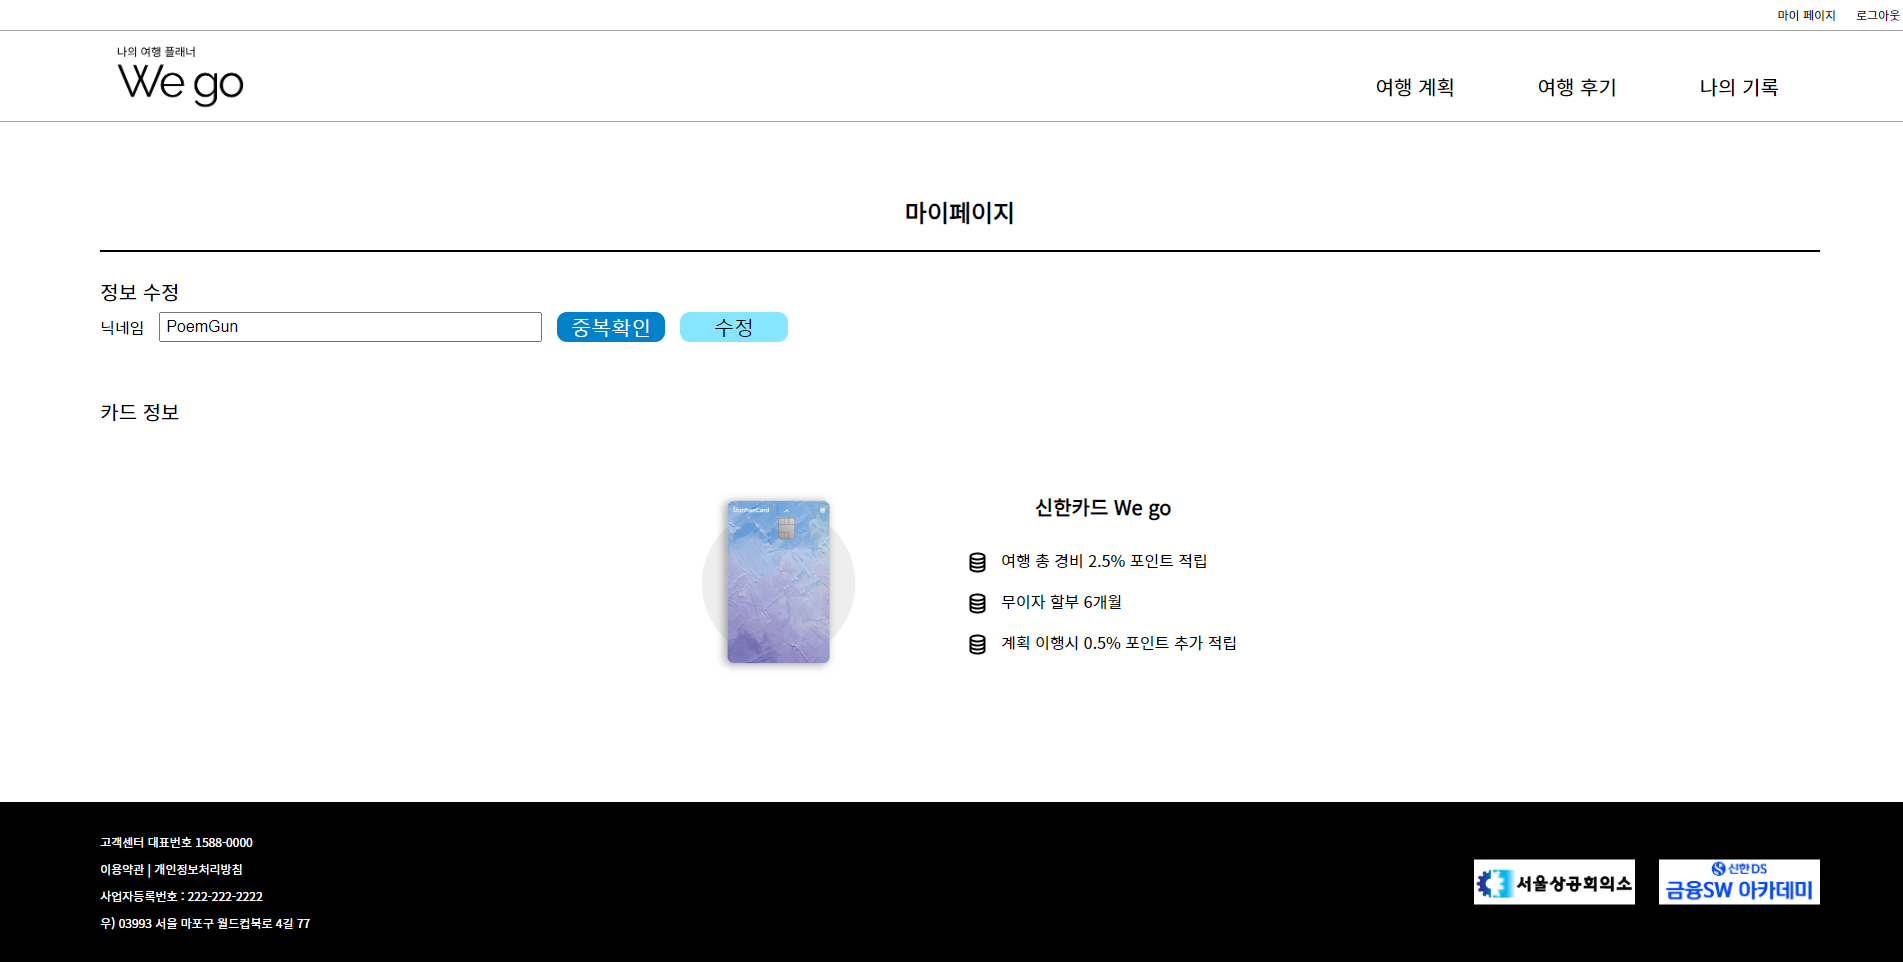 마이 페이지 로그아웃
나의 여행 플래너
We go
여행 계획 여행 후기 나의 기록
마이페이지
정보 수정
닉네임 PoemGun 중복확인 수정
카드 정보
ShinhanCard
신한카드 We go
여행 총 경비 2.5% 포인트 적립
무이자 할부 6개월
계획 이행시 0.5% 포인트 추가 적립
고객센터 대표번호 1588-0000
이용약관 | 개인정보처리방침
사업자등록번호 : 222-222-2222
우) 03993 서울 마포구 월드컵북로 4길 77
서울상공회의소
신한DS
금융SW 아카데미